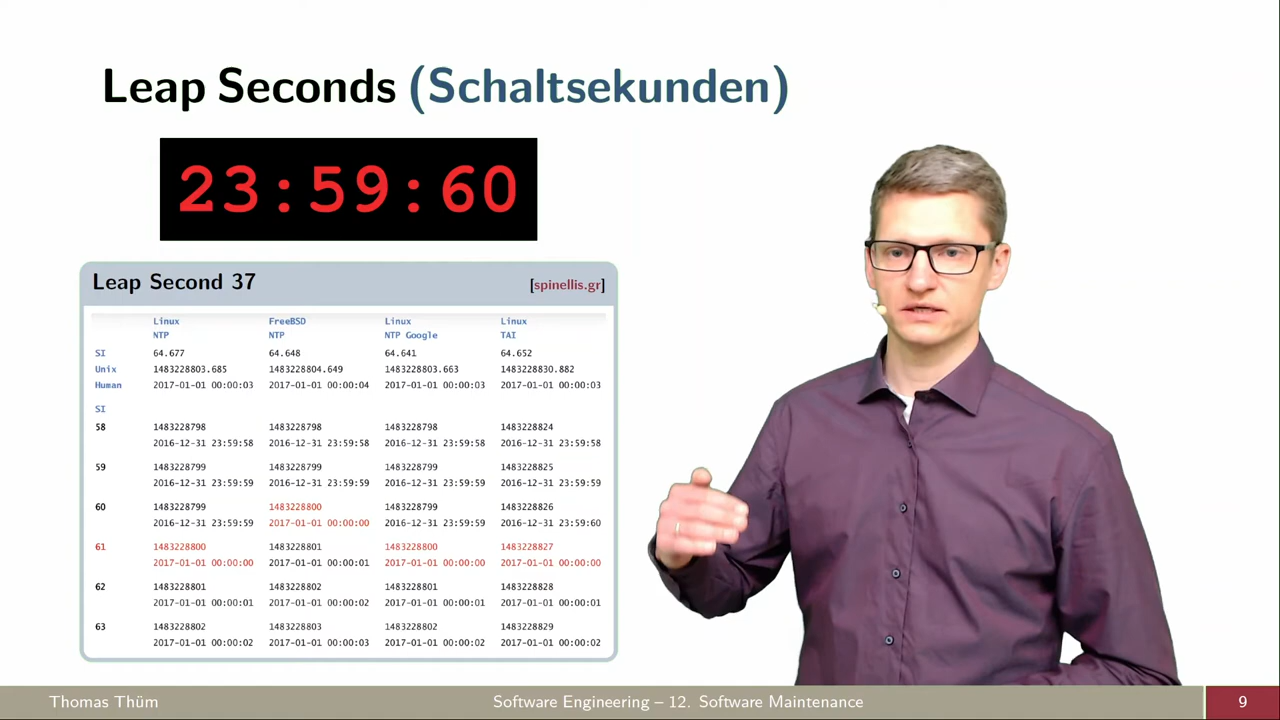 Leap Seconds (Schaltsekunden)
23:59:60
Leap Second 37 [spinellis.gr]
Linux FreeBSD Linux Linux
NTP NTP NTP Google TAI
SI 64.677 64.648 64.641 64.652
Unix 1483228803.685 1483228804.649 1483228803.663 1483228830.882
Human 2017-01-01 00:00:03 2017-01-01 00:00:04 2017-01-01 00:00:03 2017-01-01 00:00:03
SI
58 1483228798 1483228798 1483228798 1483228824
2016-12-31 23:59:58 2016-12-31 23:59:58 2016-12-31 23:59:58 2016-12-31 23:59:58
59 1483228799 1483228799 1483228799 1483228825
2016-12-31 23:59:59 2016-12-31 23:59:59 2016-12-31 23:59:59 2016-12-31 23:59:59
60 1483228799 1483228800 1483228799 1483228826
2016-12-31 23:59:59 2017-01-01 00:00:00 2016-12-31 23:59:59 2016-12-31 23:59:60
61 1483228800 1483228801 1483228800 1483228827
2017-01-01 00:00:00 2017-01-01 00:00:01 2017-01-01 00:00:00 2017-01-01 00:00:00
62 1483228801 1483228802 1483228801 1483228828
2017-01-01 00:00:01 2017-01-01 00:00:02 2017-01-01 00:00:01 2017-01-01 00:00:01
63 1483228802 1483228803 1483228802 1483228829
2017-01-01 00:00:02 2017-01-01 00:00:03 2017-01-01 00:00:02 2017-01-01 00:00:02
Thomas Thüm Software Engineering – 12. Software Maintenance 9